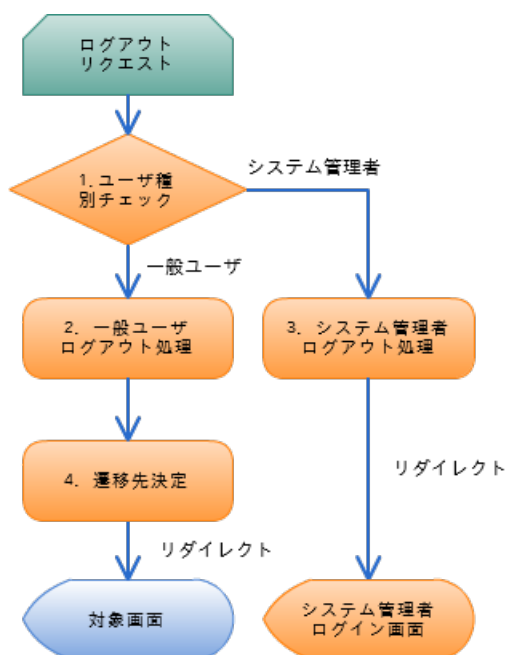 ログアウト
リクエスト
1.ユーザ種
別チェック
システム管理者
一般ユーザ
2. 一般ユーザ
ログアウト処理
3. システム管理者
ログアウト処理
4. 遷移先決定
リダイレクト
リダイレクト
対象画面
システム管理者
ログイン画面